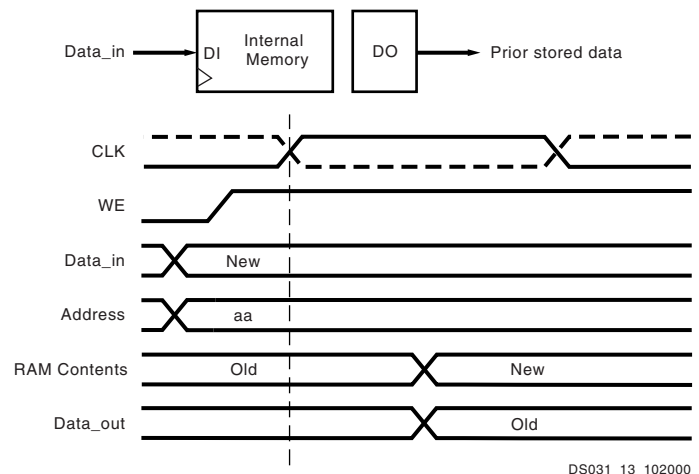 Data_in DI Internal Memory DO Prior stored data
CLK
WE
Data_in New
Address aa
RAM Contents Old New
Data_out Old
DS031_13_102000